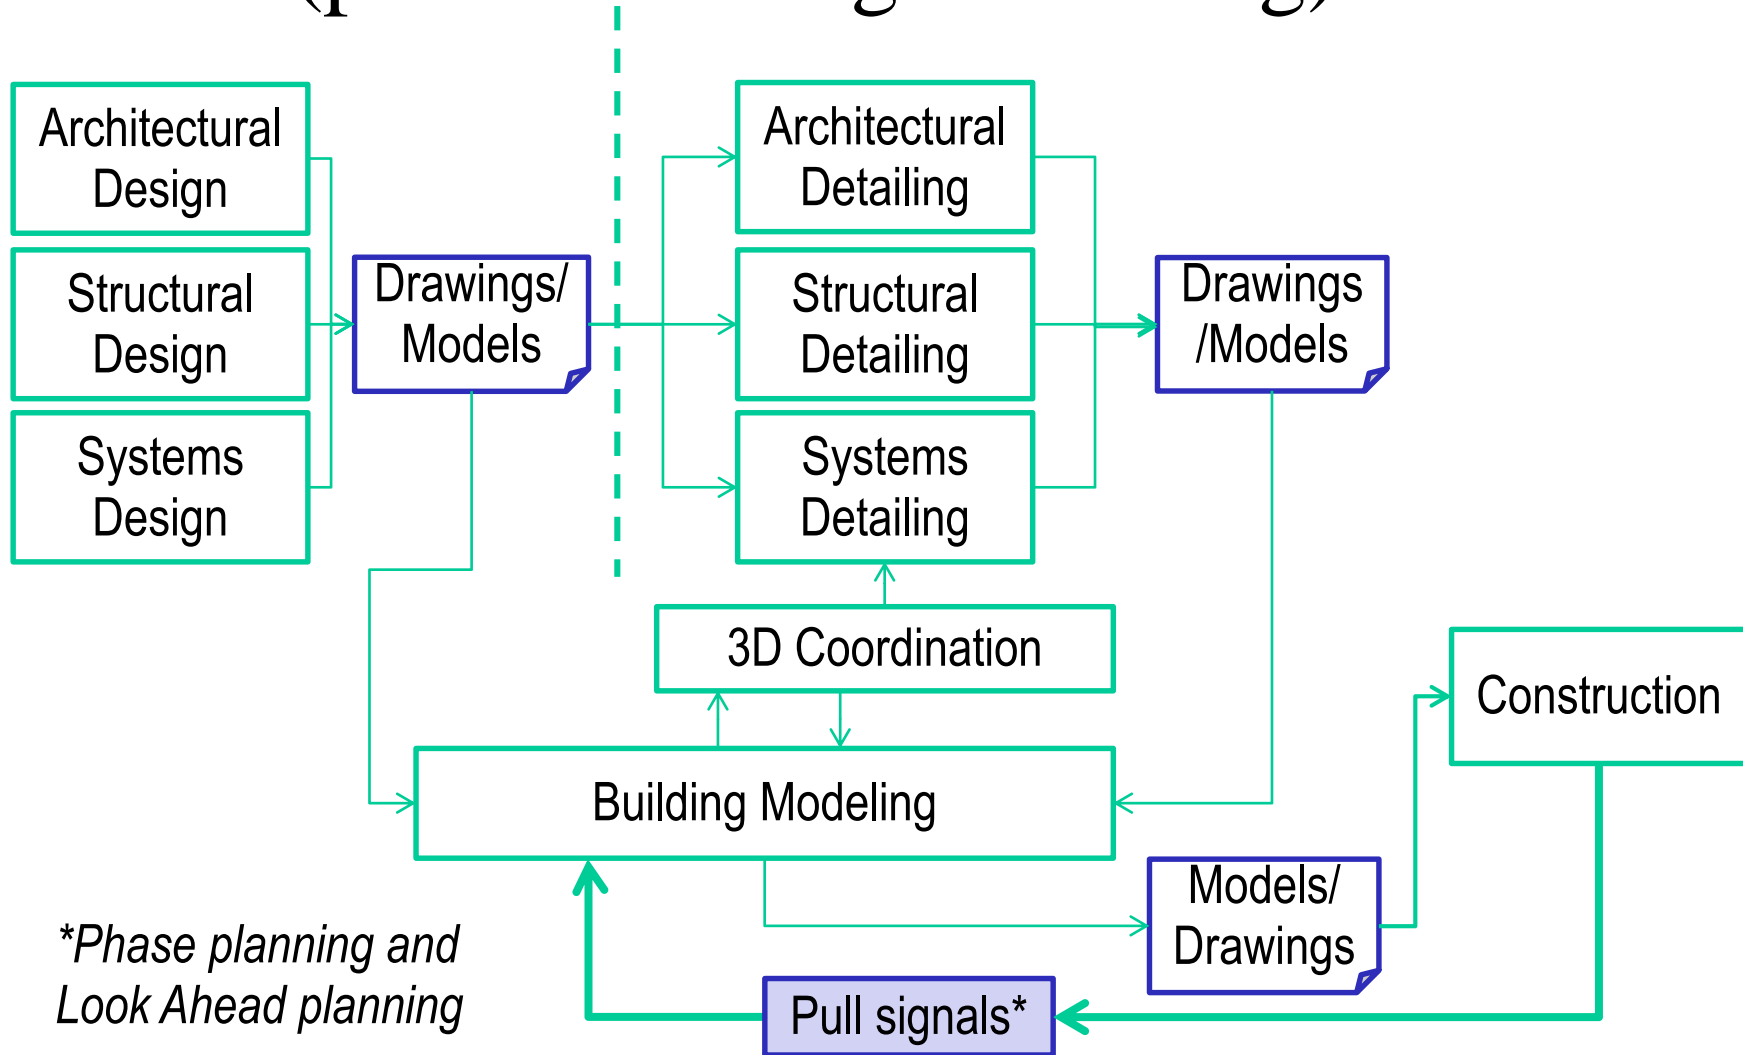 Architectural
Design
Structural
Design
Systems
Design
Drawings/
Models
Architectural
Detailing
Structural
Detailing
Systems
Detailing
Drawings
/Models
3D Coordination
Building Modeling
Construction
Models/
Drawings
Pull signals*
*Phase planning and
Look Ahead planning